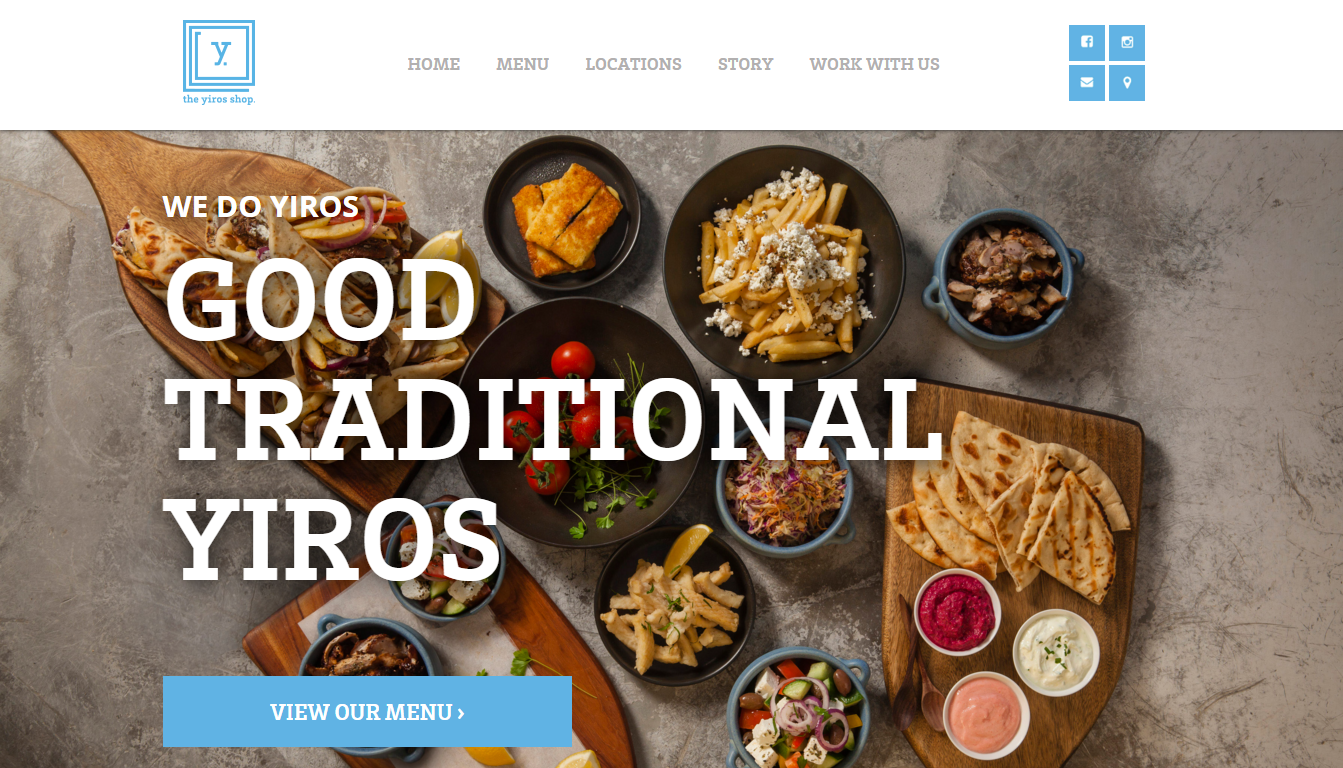 y.
the yiros shop.
HOME MENU LOCATIONS STORY WORK WITH US
WE DO YIROS
GOOD
TRADITIONAL
YIROS
VIEW OUR MENU ›